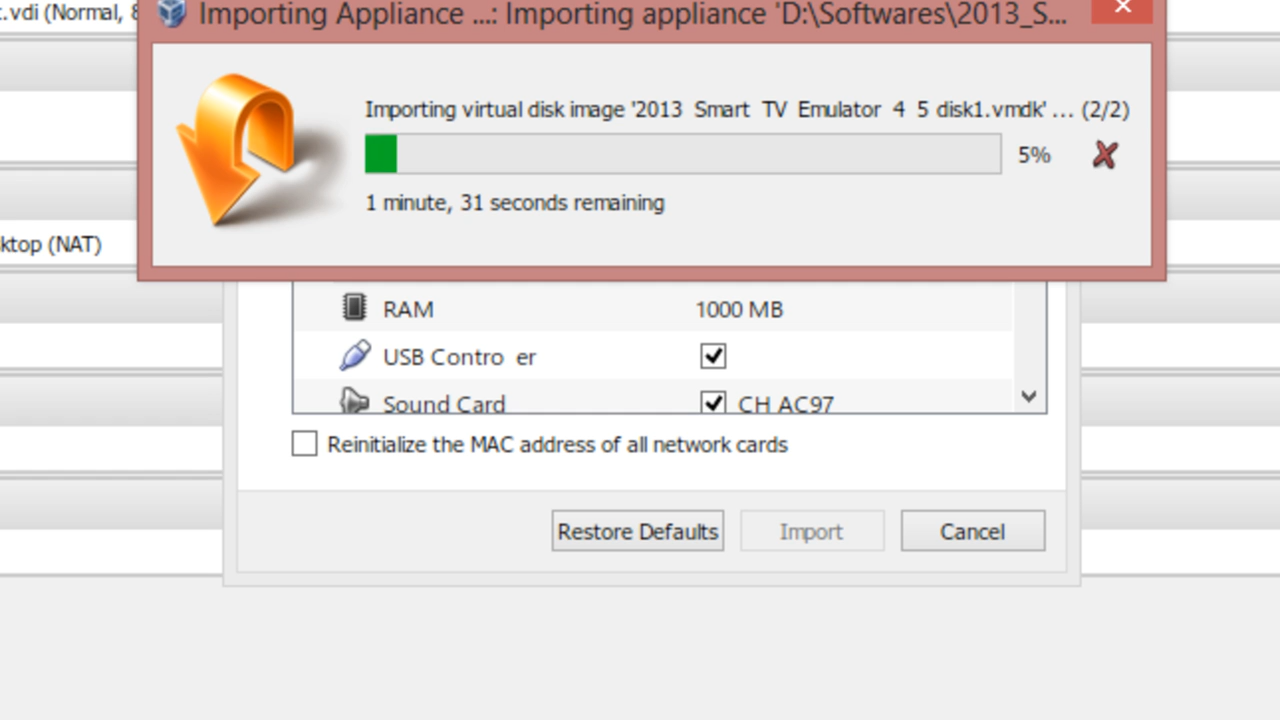 .vdi (Normal, 8
Importing Appliance ...: Importing appliance 'D:\Softwares\2013_S...
Importing virtual disk image '2013 Smart TV Emulator 4 5 disk1.vmdk' ... (2/2)
5%
1 minute, 31 seconds remaining
ktop (NAT)
RAM 1000 MB
USB Contro er
Sound Card CH AC97
Reinitialize the MAC address of all network cards
Restore Defaults Import Cancel